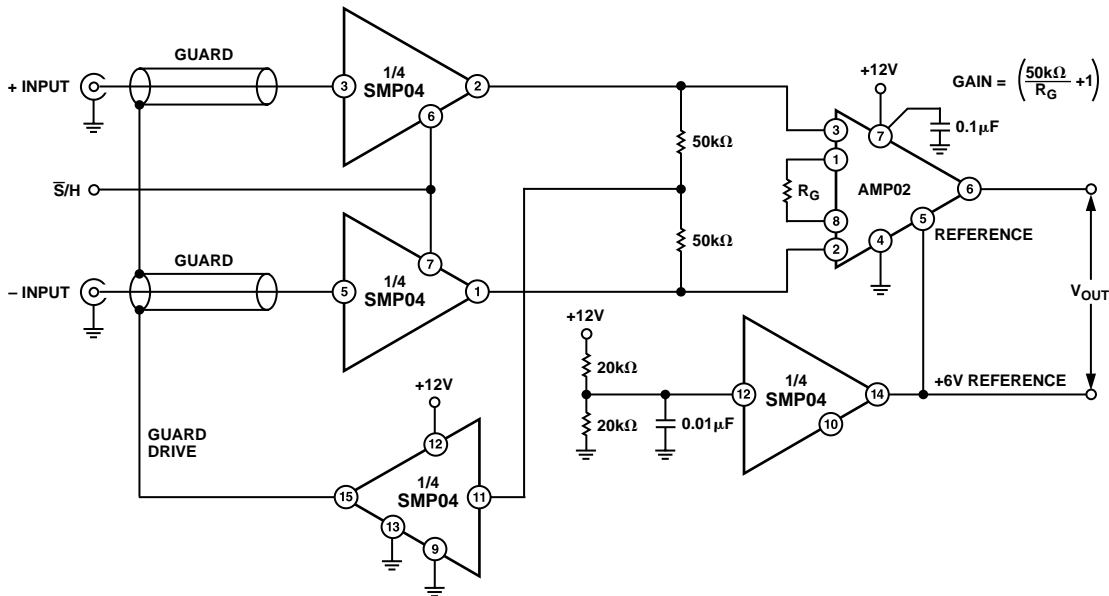 GUARD
+ INPUT
3
1/4
SMP04
2
6
S̅/H
GUARD
– INPUT
5
7
1/4
SMP04
1
50kΩ
50kΩ
+12V
GAIN = (50kΩ/R_G +1)
7
0.1μF
3
1
R_G
8
2
AMP02
6
5
4
REFERENCE
V_OUT
+12V
20kΩ
20kΩ
0.01μF
12
1/4
SMP04
14
10
+6V REFERENCE
GUARD
DRIVE
+12V
12
1/4
SMP04
15
11
13
9